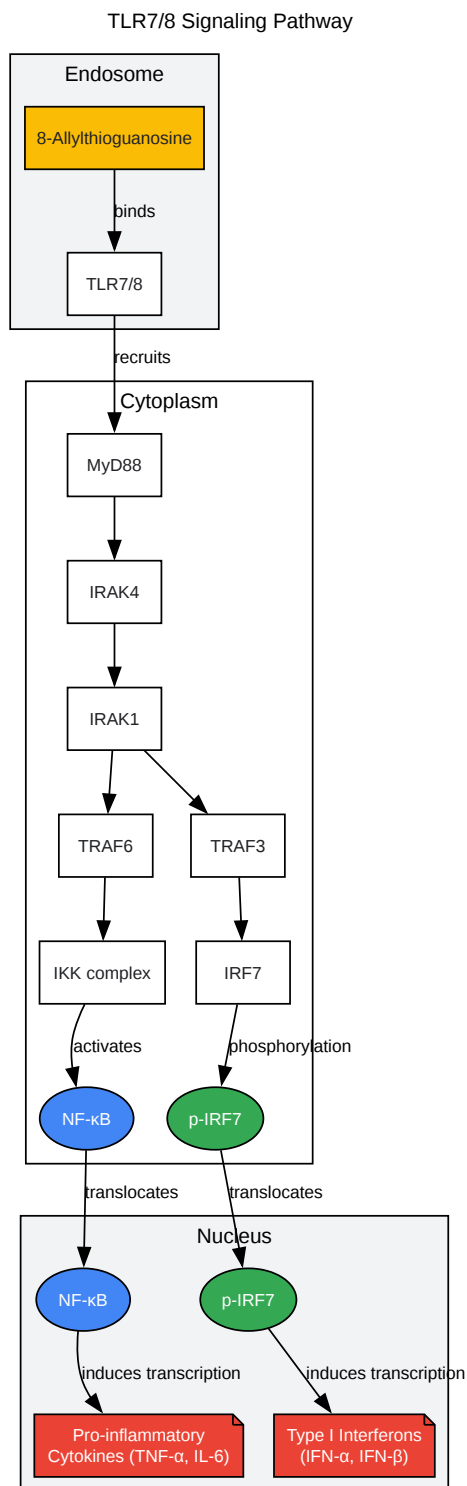 TLR7/8 Signaling Pathway
Endosome
8-Allylthioguanosine
binds
TLR7/8
recruits
Cytoplasm
MyD88
IRAK4
IRAK1
TRAF6
TRAF3
IKK complex
IRF7
activates
phosphorylation
NF-κB
p-IRF7
translocates
translocates
Nucleus
NF-κB
p-IRF7
induces transcription
induces transcription
Pro-inflammatory
Cytokines (TNF-α, IL-6)
Type I Interferons
(IFN-α, IFN-β)